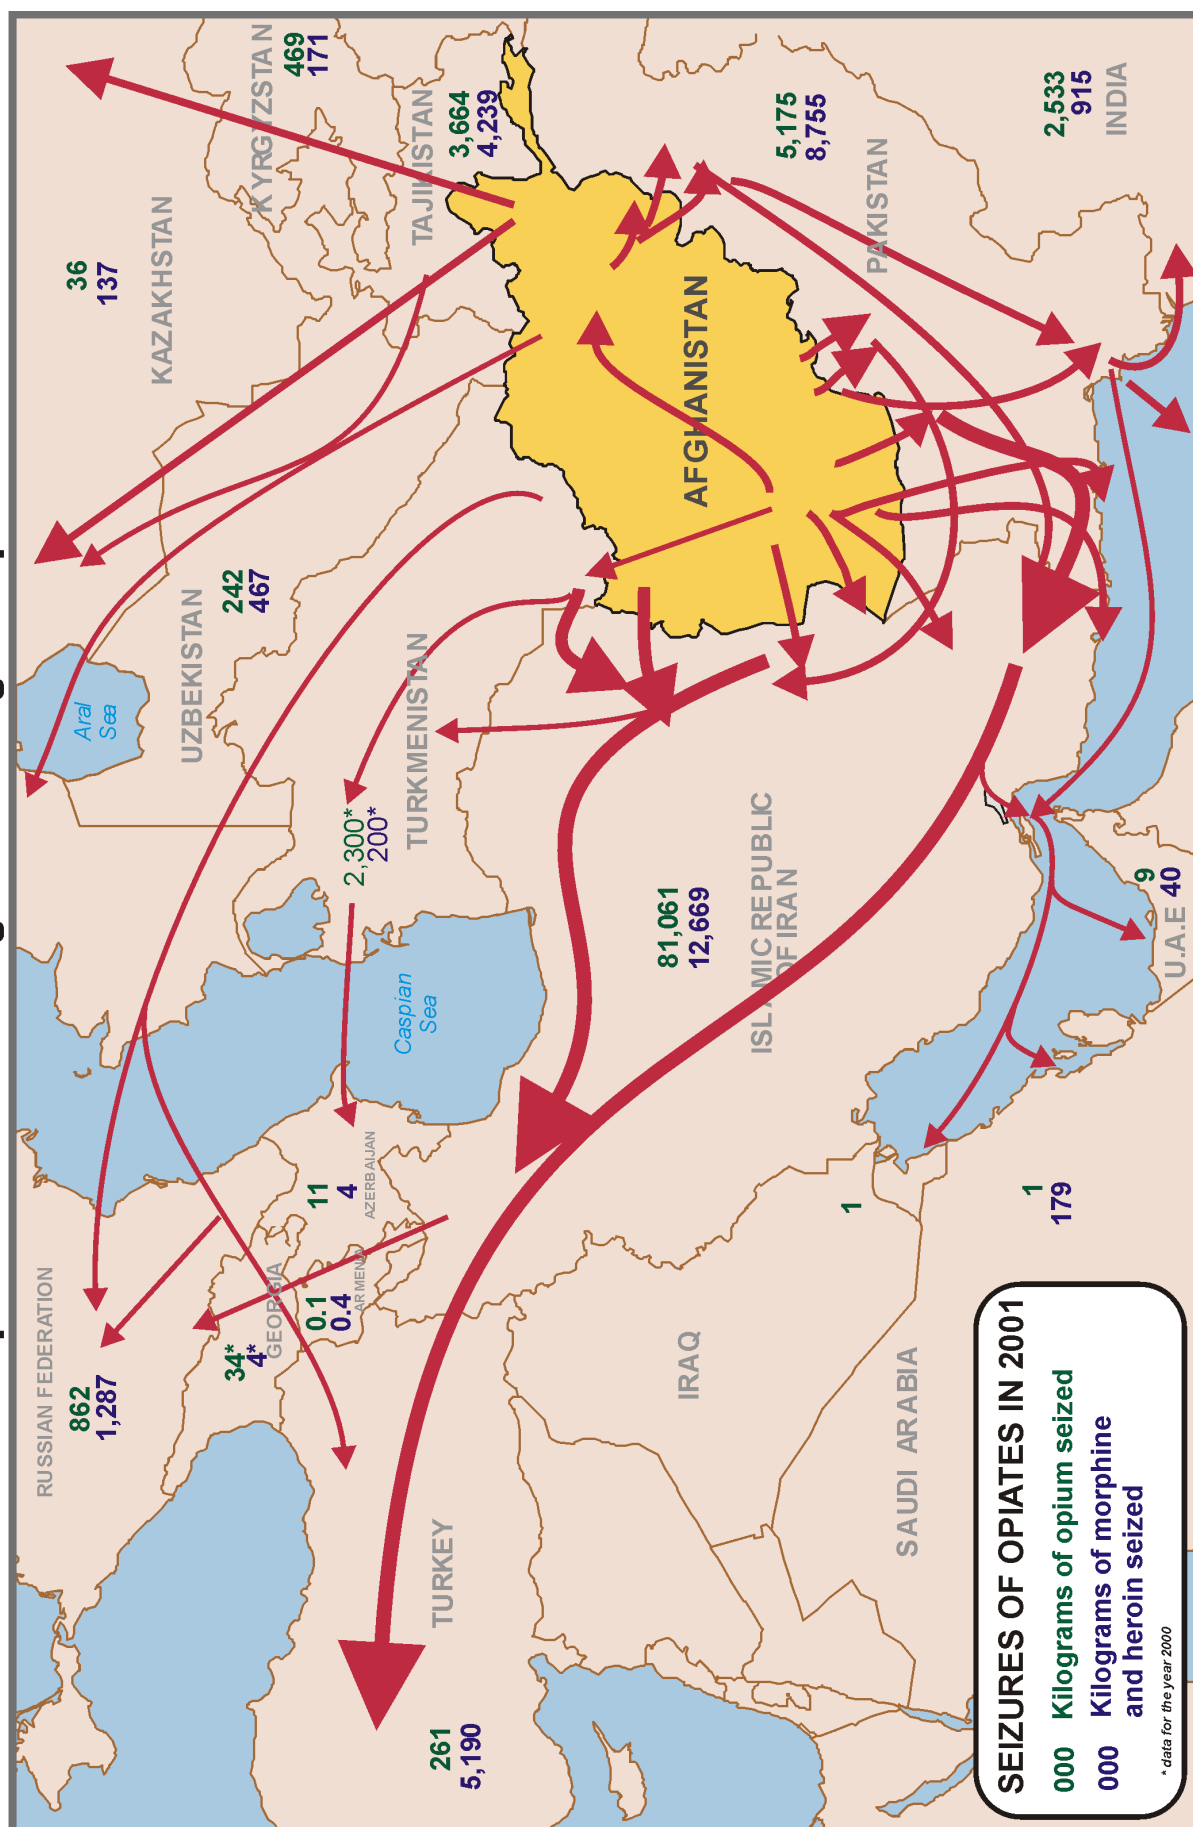 RUSSIAN FEDERATION
862
1,287
Aral
Sea
UZBEKISTAN
242
467
36
137
KAZAKHSTAN
KYRGYZSTAN
469
171
34*
4*
GEORGIA
11
4
AZERBAIJAN
0.1
0.4
ARMENIA
2,300*
200*
TURKMENISTAN
Caspian
Sea
TAJIKISTAN
3,664
4,239
261
5,190
TURKEY
81,061
12,669
ISLAMIC REPUBLIC
OF IRAN
AFGHANISTAN
5,175
8,755
PAKISTAN
IRAQ
1
SAUDI ARABIA
1
179
9
40
U.A.E
2,533
915
INDIA
SEIZURES OF OPIATES IN 2001
000 Kilograms of opium seized
000 Kilograms of morphine
and heroin seized
* data for the year 2000